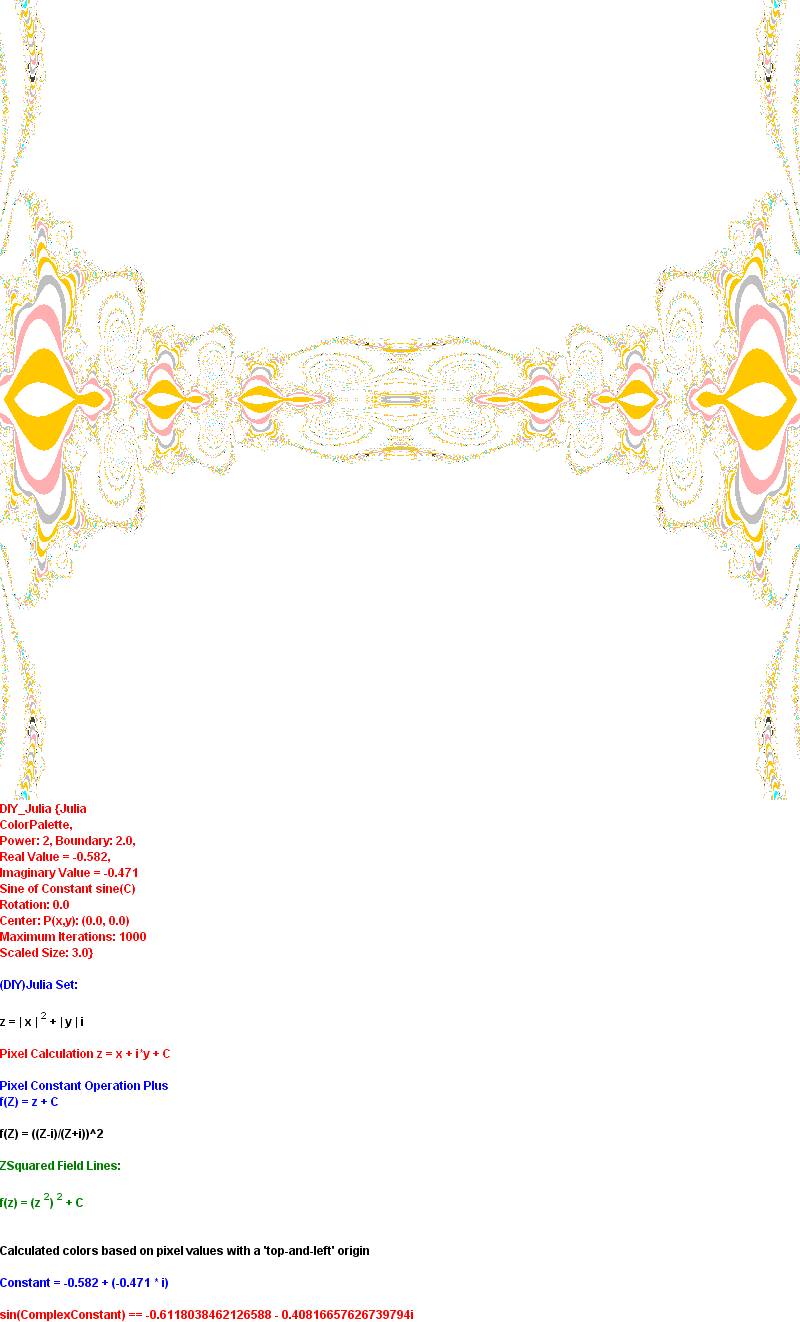 DIY_Julia {Julia
ColorPalette,
Power: 2, Boundary: 2.0,
Real Value = -0.582,
Imaginary Value = -0.471
Sine of Constant sine(C)
Rotation: 0.0
Center: P(x,y): (0.0, 0.0)
Maximum Iterations: 1000
Scaled Size: 3.0}
(DIY)Julia Set:
z = | x | 2 + | y | i
Pixel Calculation z = x + i*y + C
Pixel Constant Operation Plus
f(Z) = z + C
f(Z) = ((Z-i)/(Z+i))^2
ZSquared Field Lines:
f(z) = (z 2) 2 + C
Calculated colors based on pixel values with a 'top-and-left' origin
Constant = -0.582 + (-0.471 * i)
sin(ComplexConstant) == -0.6118038462126588 - 0.40816657626739794i